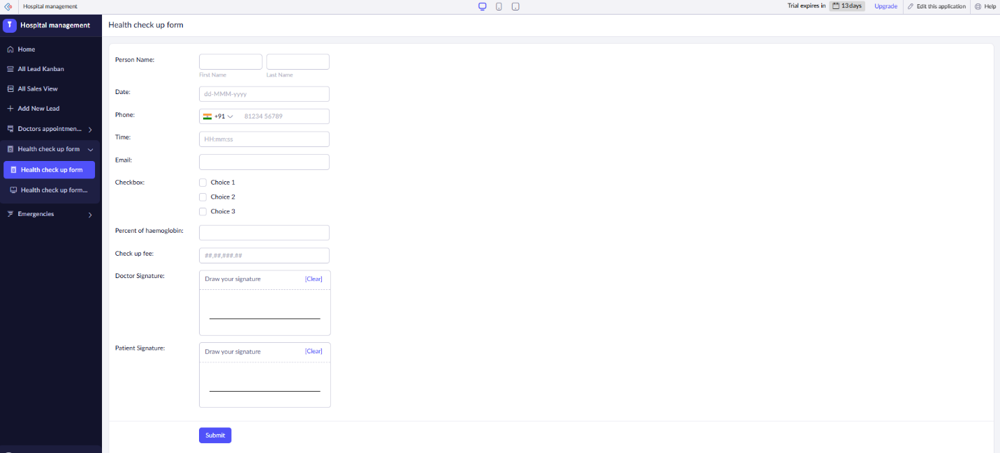 Hospital management
Trial expires in 13 days Upgrade Edit this application Help
Hospital management
Home
All Lead Kanban
All Sales View
Add New Lead
Doctors appointmen...
Health check up form
Health check up form
Health check up form...
Emergencies
Health check up form
Person Name:
First Name Last Name
Date: dd-MMM-yyyy
Phone: +91 81234 56789
Time: HH:mm:ss
Email:
Checkbox: Choice 1
Choice 2
Choice 3
Percent of haemoglobin:
Check up fee: ##,##,###.##
Doctor Signature: Draw your signature [Clear]
Patient Signature: Draw your signature [Clear]
Submit